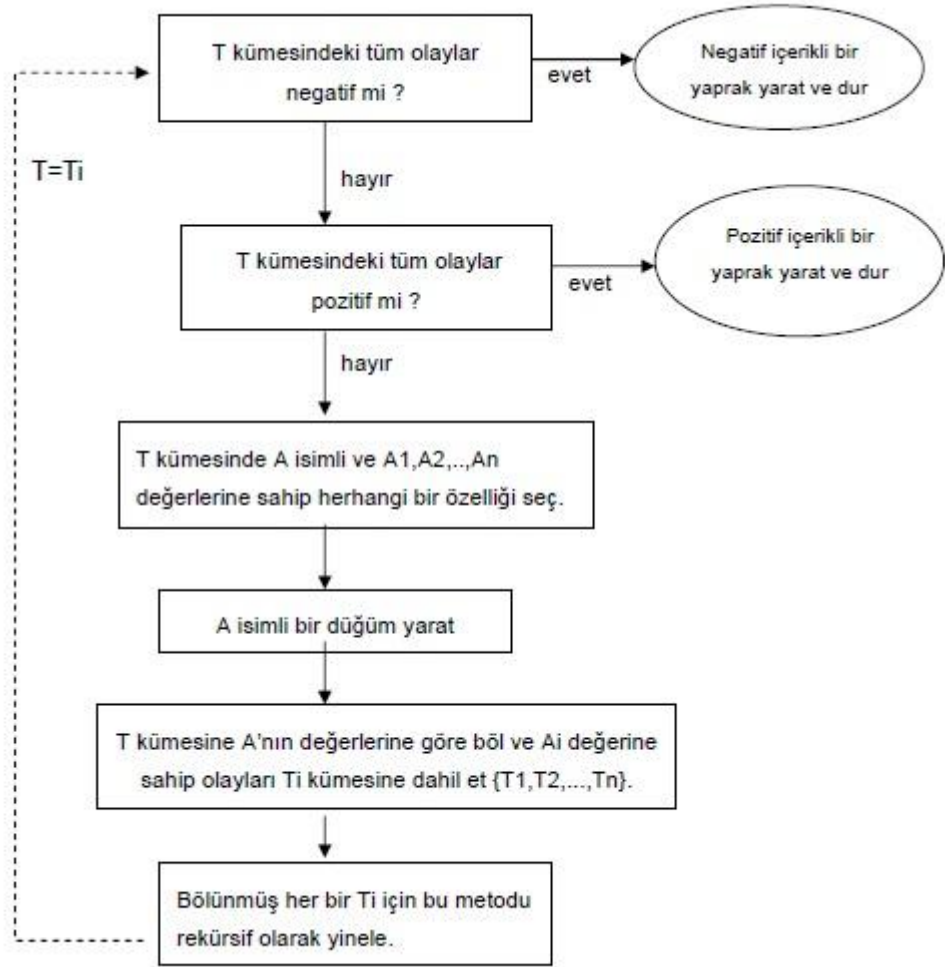 T kümesindeki tüm olaylar
negatif mi ?
evet
Negatif içerikli bir
yaprak yarat ve dur
T=Ti
hayır
T kümesindeki tüm olaylar
pozitif mi ?
evet
Pozitif içerikli bir
yaprak yarat ve dur
hayır
T kümesinde A isimli ve A1,A2,..,An
değerlerine sahip herhangi bir özelliği seç.
A isimli bir düğüm yarat
T kümesine A'nın değerlerine göre böl ve Ai değerine
sahip olayları Ti kümesine dahil et {T1,T2,...,Tn}.
Bölünmüş her bir Ti için bu metodu
rekürsif olarak yinele.